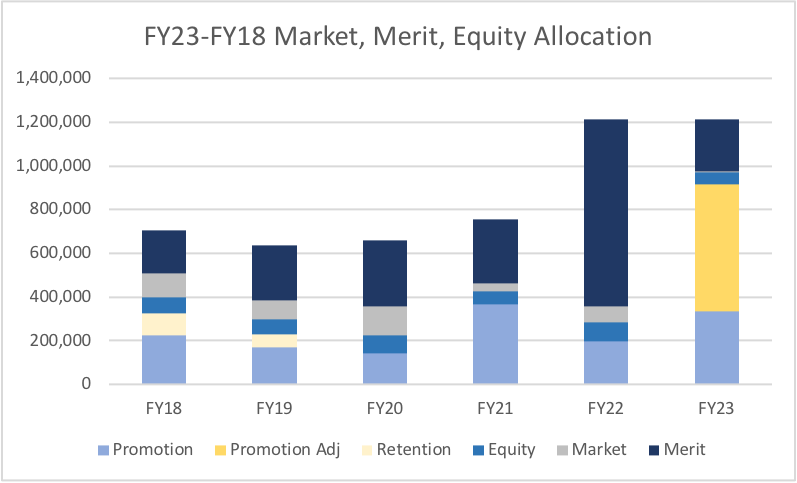 FY23-FY18 Market, Merit, Equity Allocation
1,400,000
1,200,000
1,000,000
800,000
600,000
400,000
200,000
0
FY18 FY19 FY20 FY21 FY22 FY23
Promotion Promotion Adj Retention Equity Market Merit